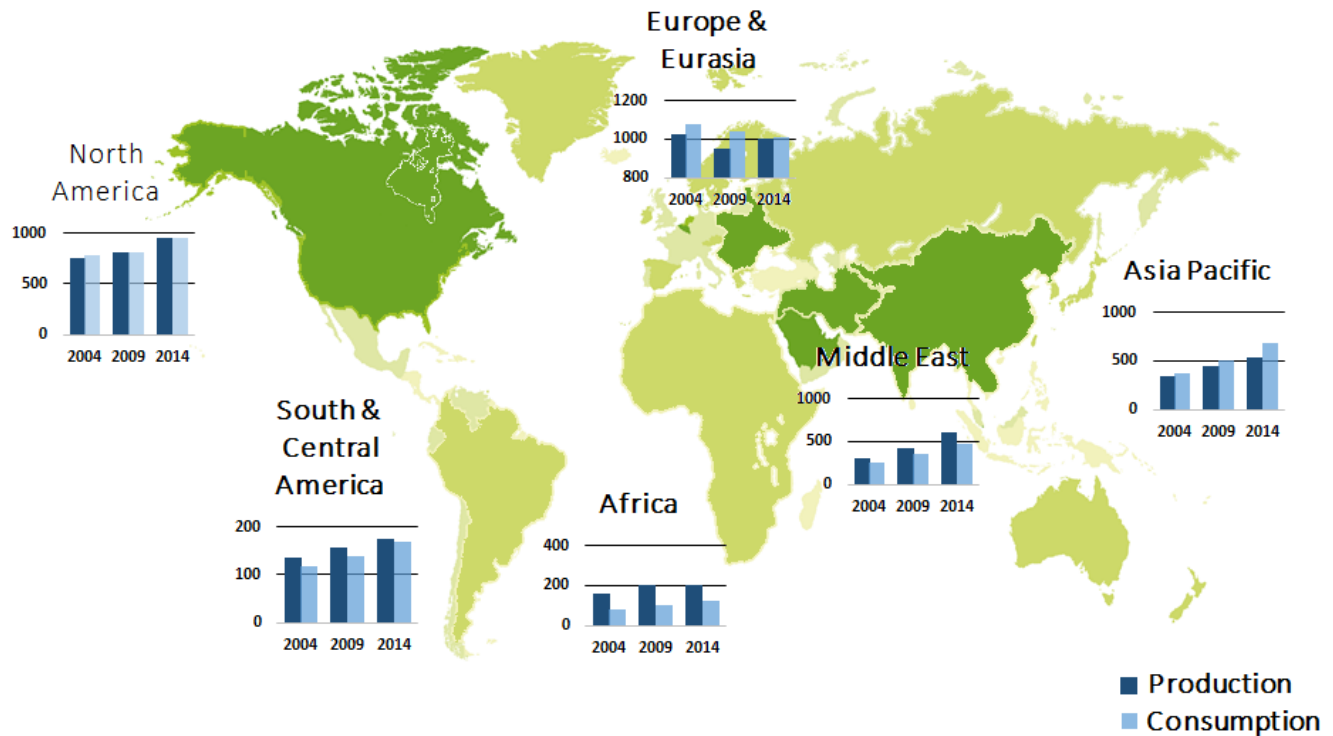 Europe &
Eurasia
1200
1000
800
2004 2009 2014
North
America
1000
500
0
2004 2009 2014
Asia Pacific
1000
500
0
2004 2009 2014
Middle East
1000
500
0
2004 2009 2014
South &
Central
America
200
100
0
2004 2009 2014
Africa
400
200
0
2004 2009 2014
Production
Consumption